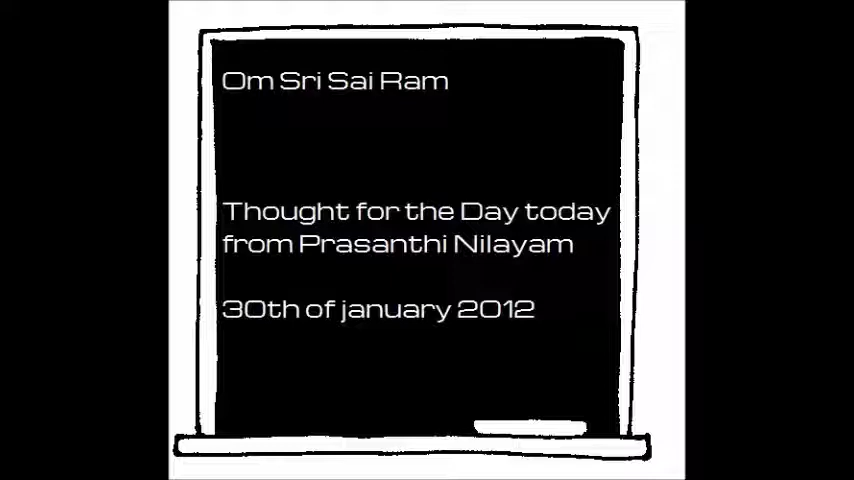 Om Sri Sai Ram
Thought for the Day today
from Prasanthi Nilayam
30th of january 2012